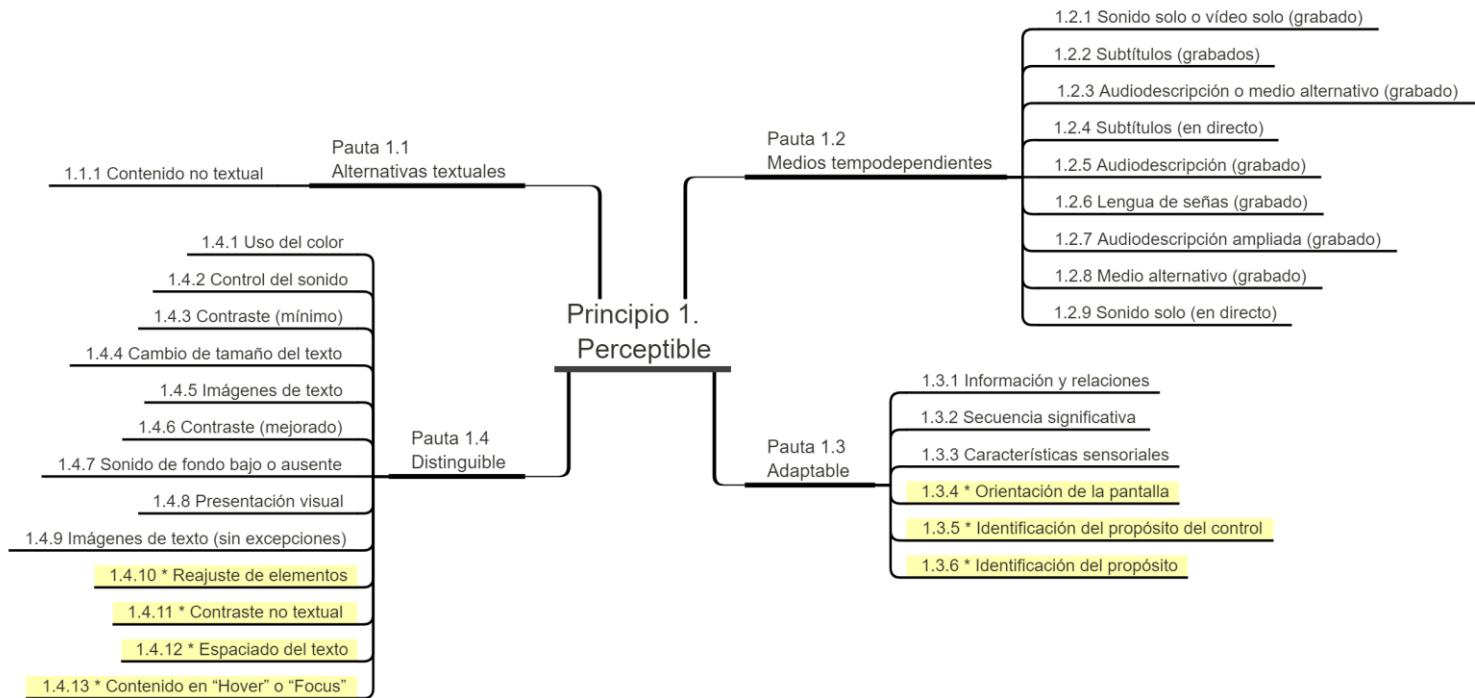 Principio 1.
Perceptible
Pauta 1.1
Alternativas textuales
1.1.1 Contenido no textual
Pauta 1.2
Medios tempodependientes
1.2.1 Sonido solo o vídeo solo (grabado)
1.2.2 Subtítulos (grabados)
1.2.3 Audiodescripción o medio alternativo (grabado)
1.2.4 Subtítulos (en directo)
1.2.5 Audiodescripción (grabado)
1.2.6 Lengua de señas (grabado)
1.2.7 Audiodescripción ampliada (grabado)
1.2.8 Medio alternativo (grabado)
1.2.9 Sonido solo (en directo)
Pauta 1.3
Adaptable
1.3.1 Información y relaciones
1.3.2 Secuencia significativa
1.3.3 Características sensoriales
1.3.4 * Orientación de la pantalla
1.3.5 * Identificación del propósito del control
1.3.6 * Identificación del propósito
Pauta 1.4
Distinguible
1.4.1 Uso del color
1.4.2 Control del sonido
1.4.3 Contraste (mínimo)
1.4.4 Cambio de tamaño del texto
1.4.5 Imágenes de texto
1.4.6 Contraste (mejorado)
1.4.7 Sonido de fondo bajo o ausente
1.4.8 Presentación visual
1.4.9 Imágenes de texto (sin excepciones)
1.4.10 * Reajuste de elementos
1.4.11 * Contraste no textual
1.4.12 * Espaciado del texto
1.4.13 * Contenido en “Hover” o “Focus”